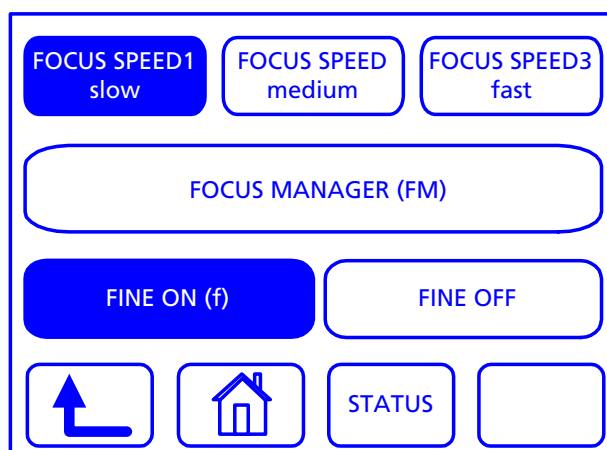 FOCUS SPEED1
slow
FOCUS SPEED
medium
FOCUS SPEED3
fast
FOCUS MANAGER (FM)
FINE ON (f)
FINE OFF
STATUS